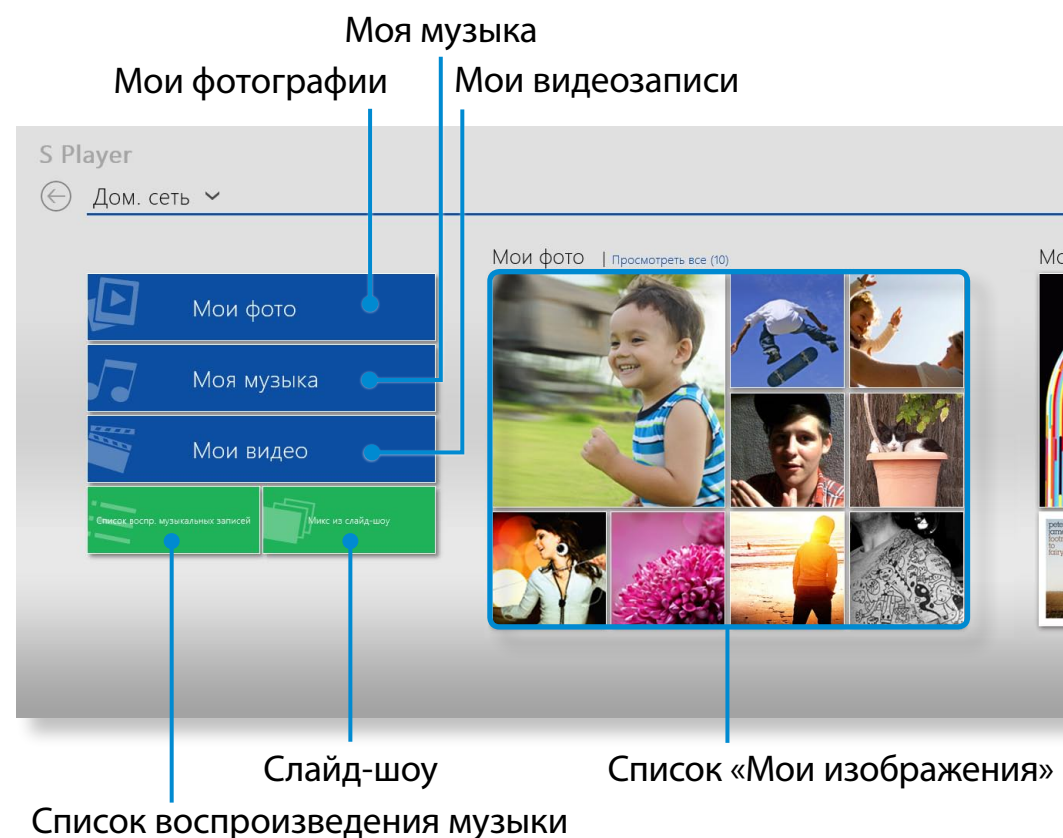 Моя музыка
Мои фотографии
Мои видеозаписи
S Player
Дом. сеть
Мои фото | Просмотреть все (10)
Мои фото
Моя музыка
Мои видео
Список воспр. музыкальных записей
Микс из слайд-шоу
Слайд-шоу
Список «Мои изображения»
Список воспроизведения музыки